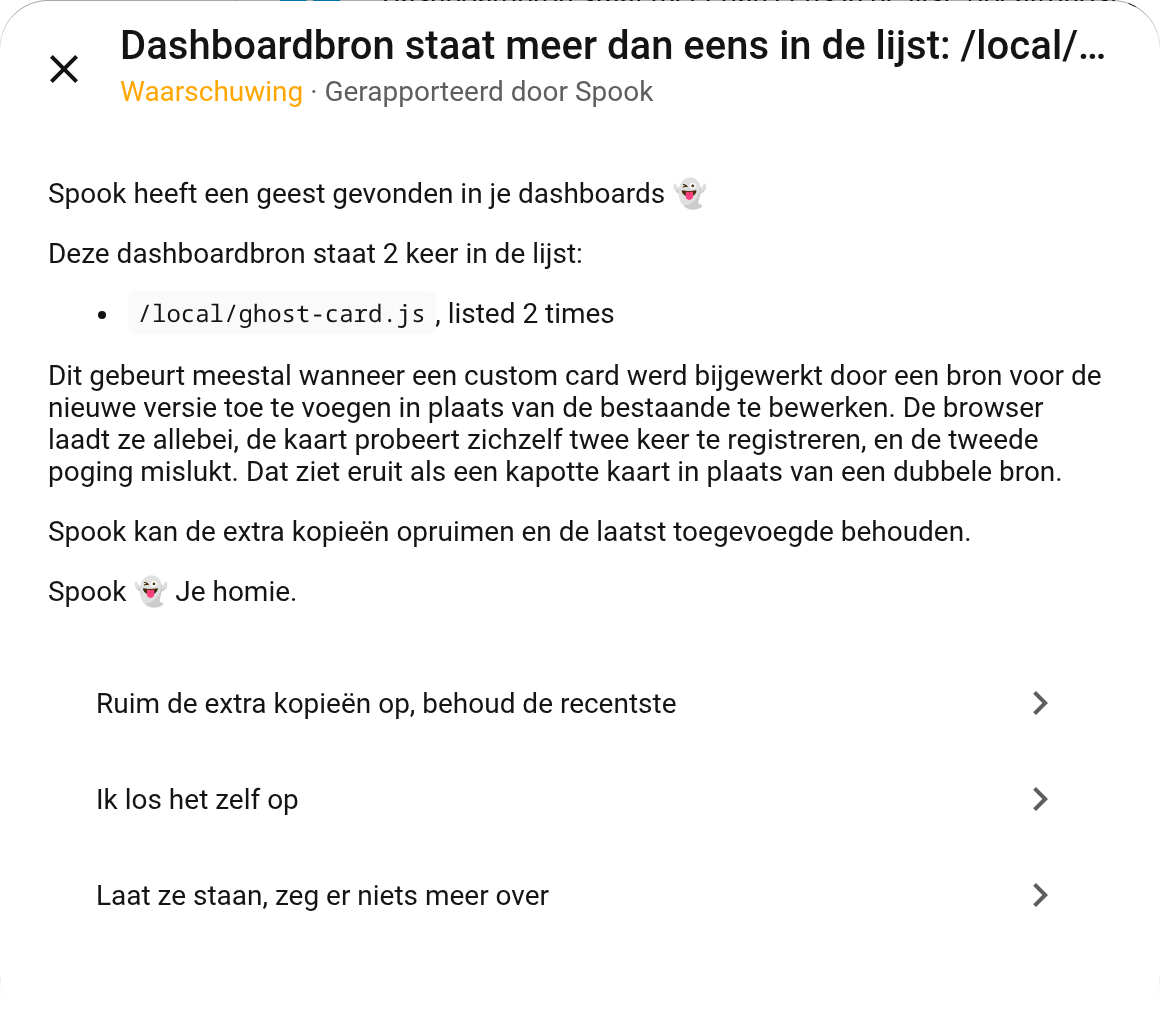 Dashboardbron staat meer dan eens in de lijst: /local/…
Waarschuwing · Gerapporteerd door Spook
Spook heeft een geest gevonden in je dashboards 👻
Deze dashboardbron staat 2 keer in de lijst:
• /local/ghost-card.js, listed 2 times
Dit gebeurt meestal wanneer een custom card werd bijgewerkt door een bron voor de
nieuwe versie toe te voegen in plaats van de bestaande te bewerken. De browser
laadt ze allebei, de kaart probeert zichzelf twee keer te registreren, en de tweede
poging mislukt. Dat ziet eruit als een kapotte kaart in plaats van een dubbele bron.
Spook kan de extra kopieën opruimen en de laatst toegevoegde behouden.
Spook 👻 Je homie.
Ruim de extra kopieën op, behoud de recentste
Ik los het zelf op
Laat ze staan, zeg er niets meer over